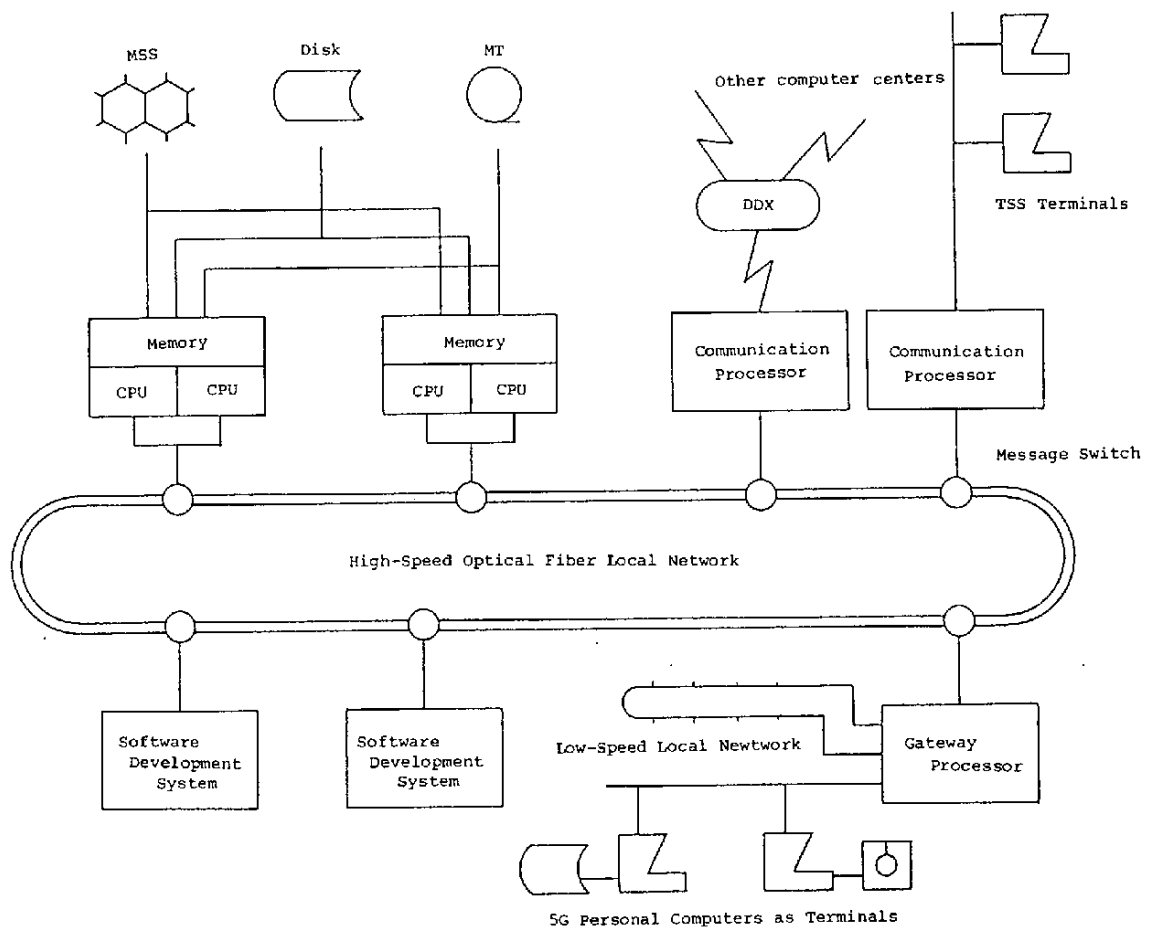 MSS
Disk
MT
Other computer centers
DDX
TSS Terminals
Memory
CPU
CPU
Memory
CPU
CPU
Communication
Processor
Communication
Processor
Message Switch
High-Speed Optical Fiber Local Network
Software
Development
System
Software
Development
System
Low-Speed Local Newtwork
Gateway
Processor
5G Personal Computers as Terminals